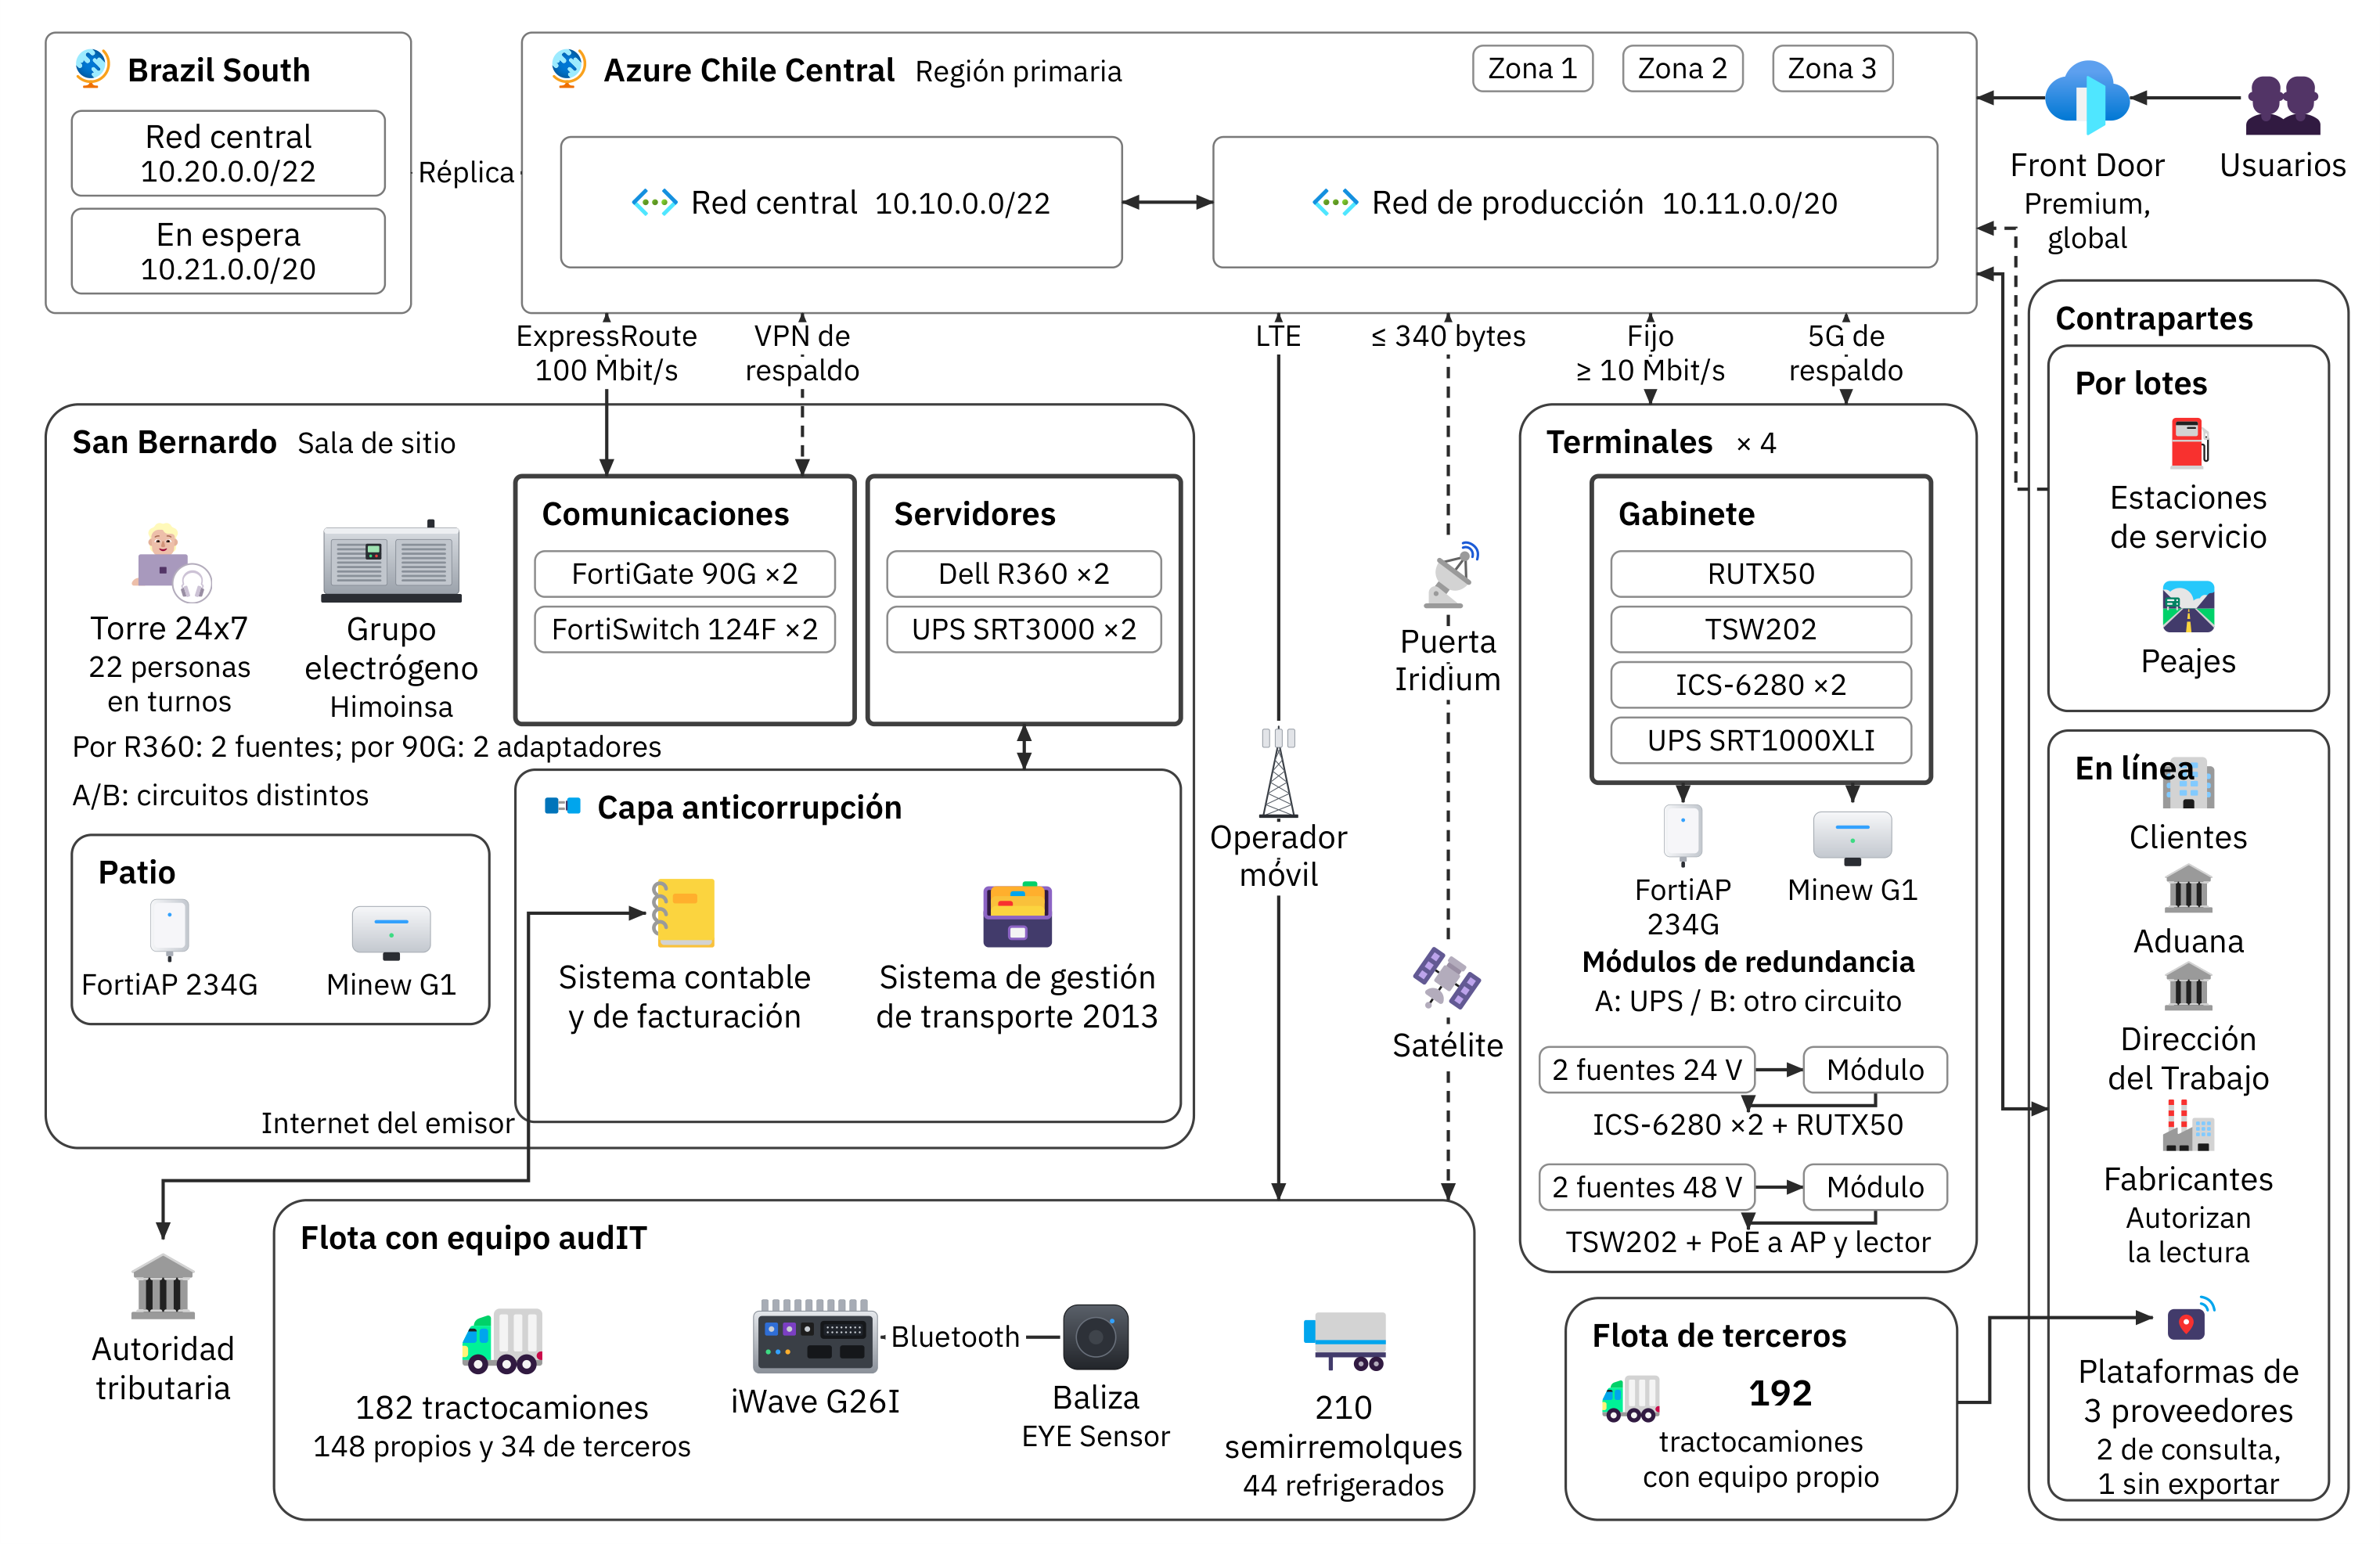 Brazil South
Red central
10.20.0.0/22
En espera
10.21.0.0/20
Réplica
Azure Chile Central Región primaria
Zona 1
Zona 2
Zona 3
Red central 10.10.0.0/22
Red de producción 10.11.0.0/20
Front Door
Premium,
global
Usuarios
ExpressRoute
100 Mbit/s
VPN de
respaldo
LTE
≤ 340 bytes
Fijo
≥ 10 Mbit/s
5G de
respaldo
San Bernardo Sala de sitio
Torre 24x7
22 personas
en turnos
Grupo
electrógeno
Himoinsa
Comunicaciones
FortiGate 90G ×2
FortiSwitch 124F ×2
Servidores
Dell R360 ×2
UPS SRT3000 ×2
Por R360: 2 fuentes; por 90G: 2 adaptadores
A/B: circuitos distintos
Patio
FortiAP 234G
Minew G1
Capa anticorrupción
Sistema contable
y de facturación
Sistema de gestión
de transporte 2013
Internet del emisor
Autoridad
tributaria
Operador
móvil
Puerta
Iridium
Satélite
Terminales × 4
Gabinete
RUTX50
TSW202
ICS-6280 ×2
UPS SRT1000XLI
FortiAP
234G
Minew G1
Módulos de redundancia
A: UPS / B: otro circuito
2 fuentes 24 V
Módulo
ICS-6280 ×2 + RUTX50
2 fuentes 48 V
Módulo
TSW202 + PoE a AP y lector
Contrapartes
Por lotes
Estaciones
de servicio
Peajes
En línea
Clientes
Aduana
Dirección
del Trabajo
Fabricantes
Autorizan
la lectura
Plataformas de
3 proveedores
2 de consulta,
1 sin exportar
Flota con equipo audIT
182 tractocamiones
148 propios y 34 de terceros
iWave G26I
Bluetooth
Baliza
EYE Sensor
210
semirremolques
44 refrigerados
Flota de terceros
192
tractocamiones
con equipo propio